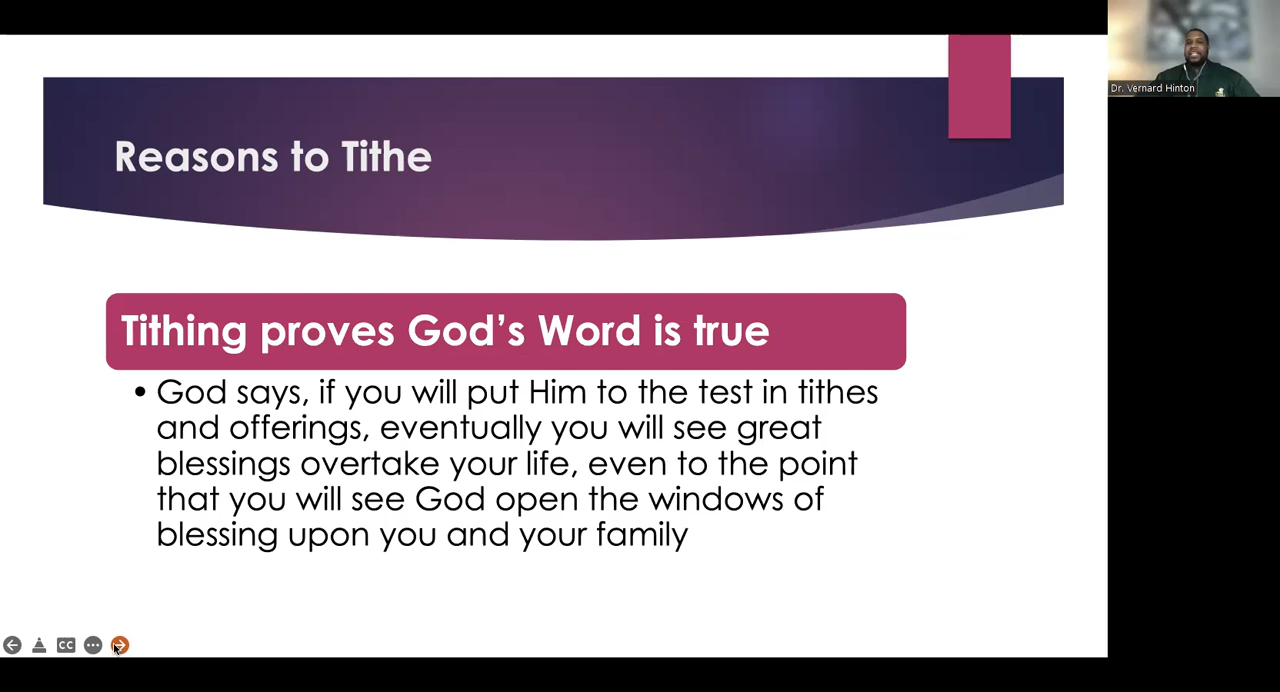 Dr. Vernard Hinton
Reasons to Tithe
Tithing proves God’s Word is true
• God says, if you will put Him to the test in tithes
and offerings, eventually you will see great
blessings overtake your life, even to the point
that you will see God open the windows of
blessing upon you and your family
CC